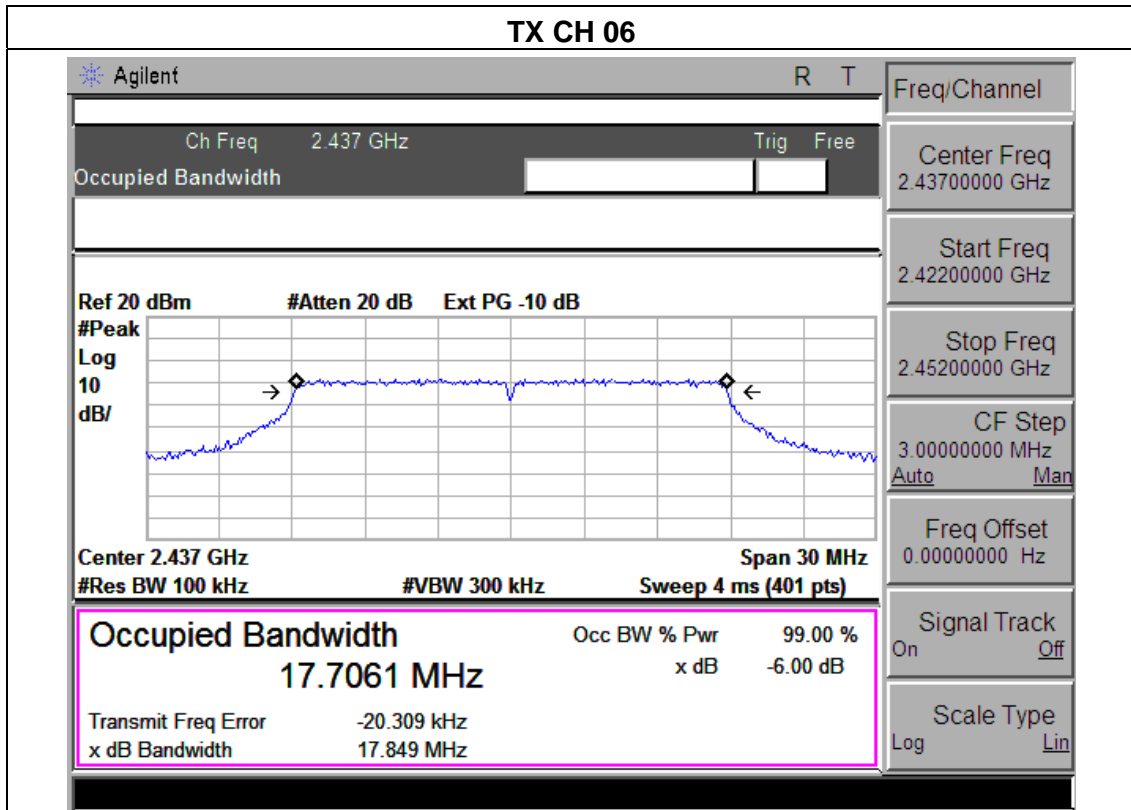 TX CH 06
Agilent R T
Freq/Channel
Ch Freq 2.437 GHz Trig Free
Occupied Bandwidth
Center Freq
2.43700000 GHz
Start Freq
2.42200000 GHz
Ref 20 dBm #Atten 20 dB Ext PG -10 dB
#Peak
Log
10
dB/
Stop Freq
2.45200000 GHz
CF Step
3.00000000 MHz
Auto Man
Center 2.437 GHz Span 30 MHz
#Res BW 100 kHz #VBW 300 kHz Sweep 4 ms (401 pts)
Freq Offset
0.00000000 Hz
Occupied Bandwidth Occ BW % Pwr 99.00 %
17.7061 MHz x dB -6.00 dB
Transmit Freq Error -20.309 kHz
x dB Bandwidth 17.849 MHz
Signal Track
On Off
Scale Type
Log Lin